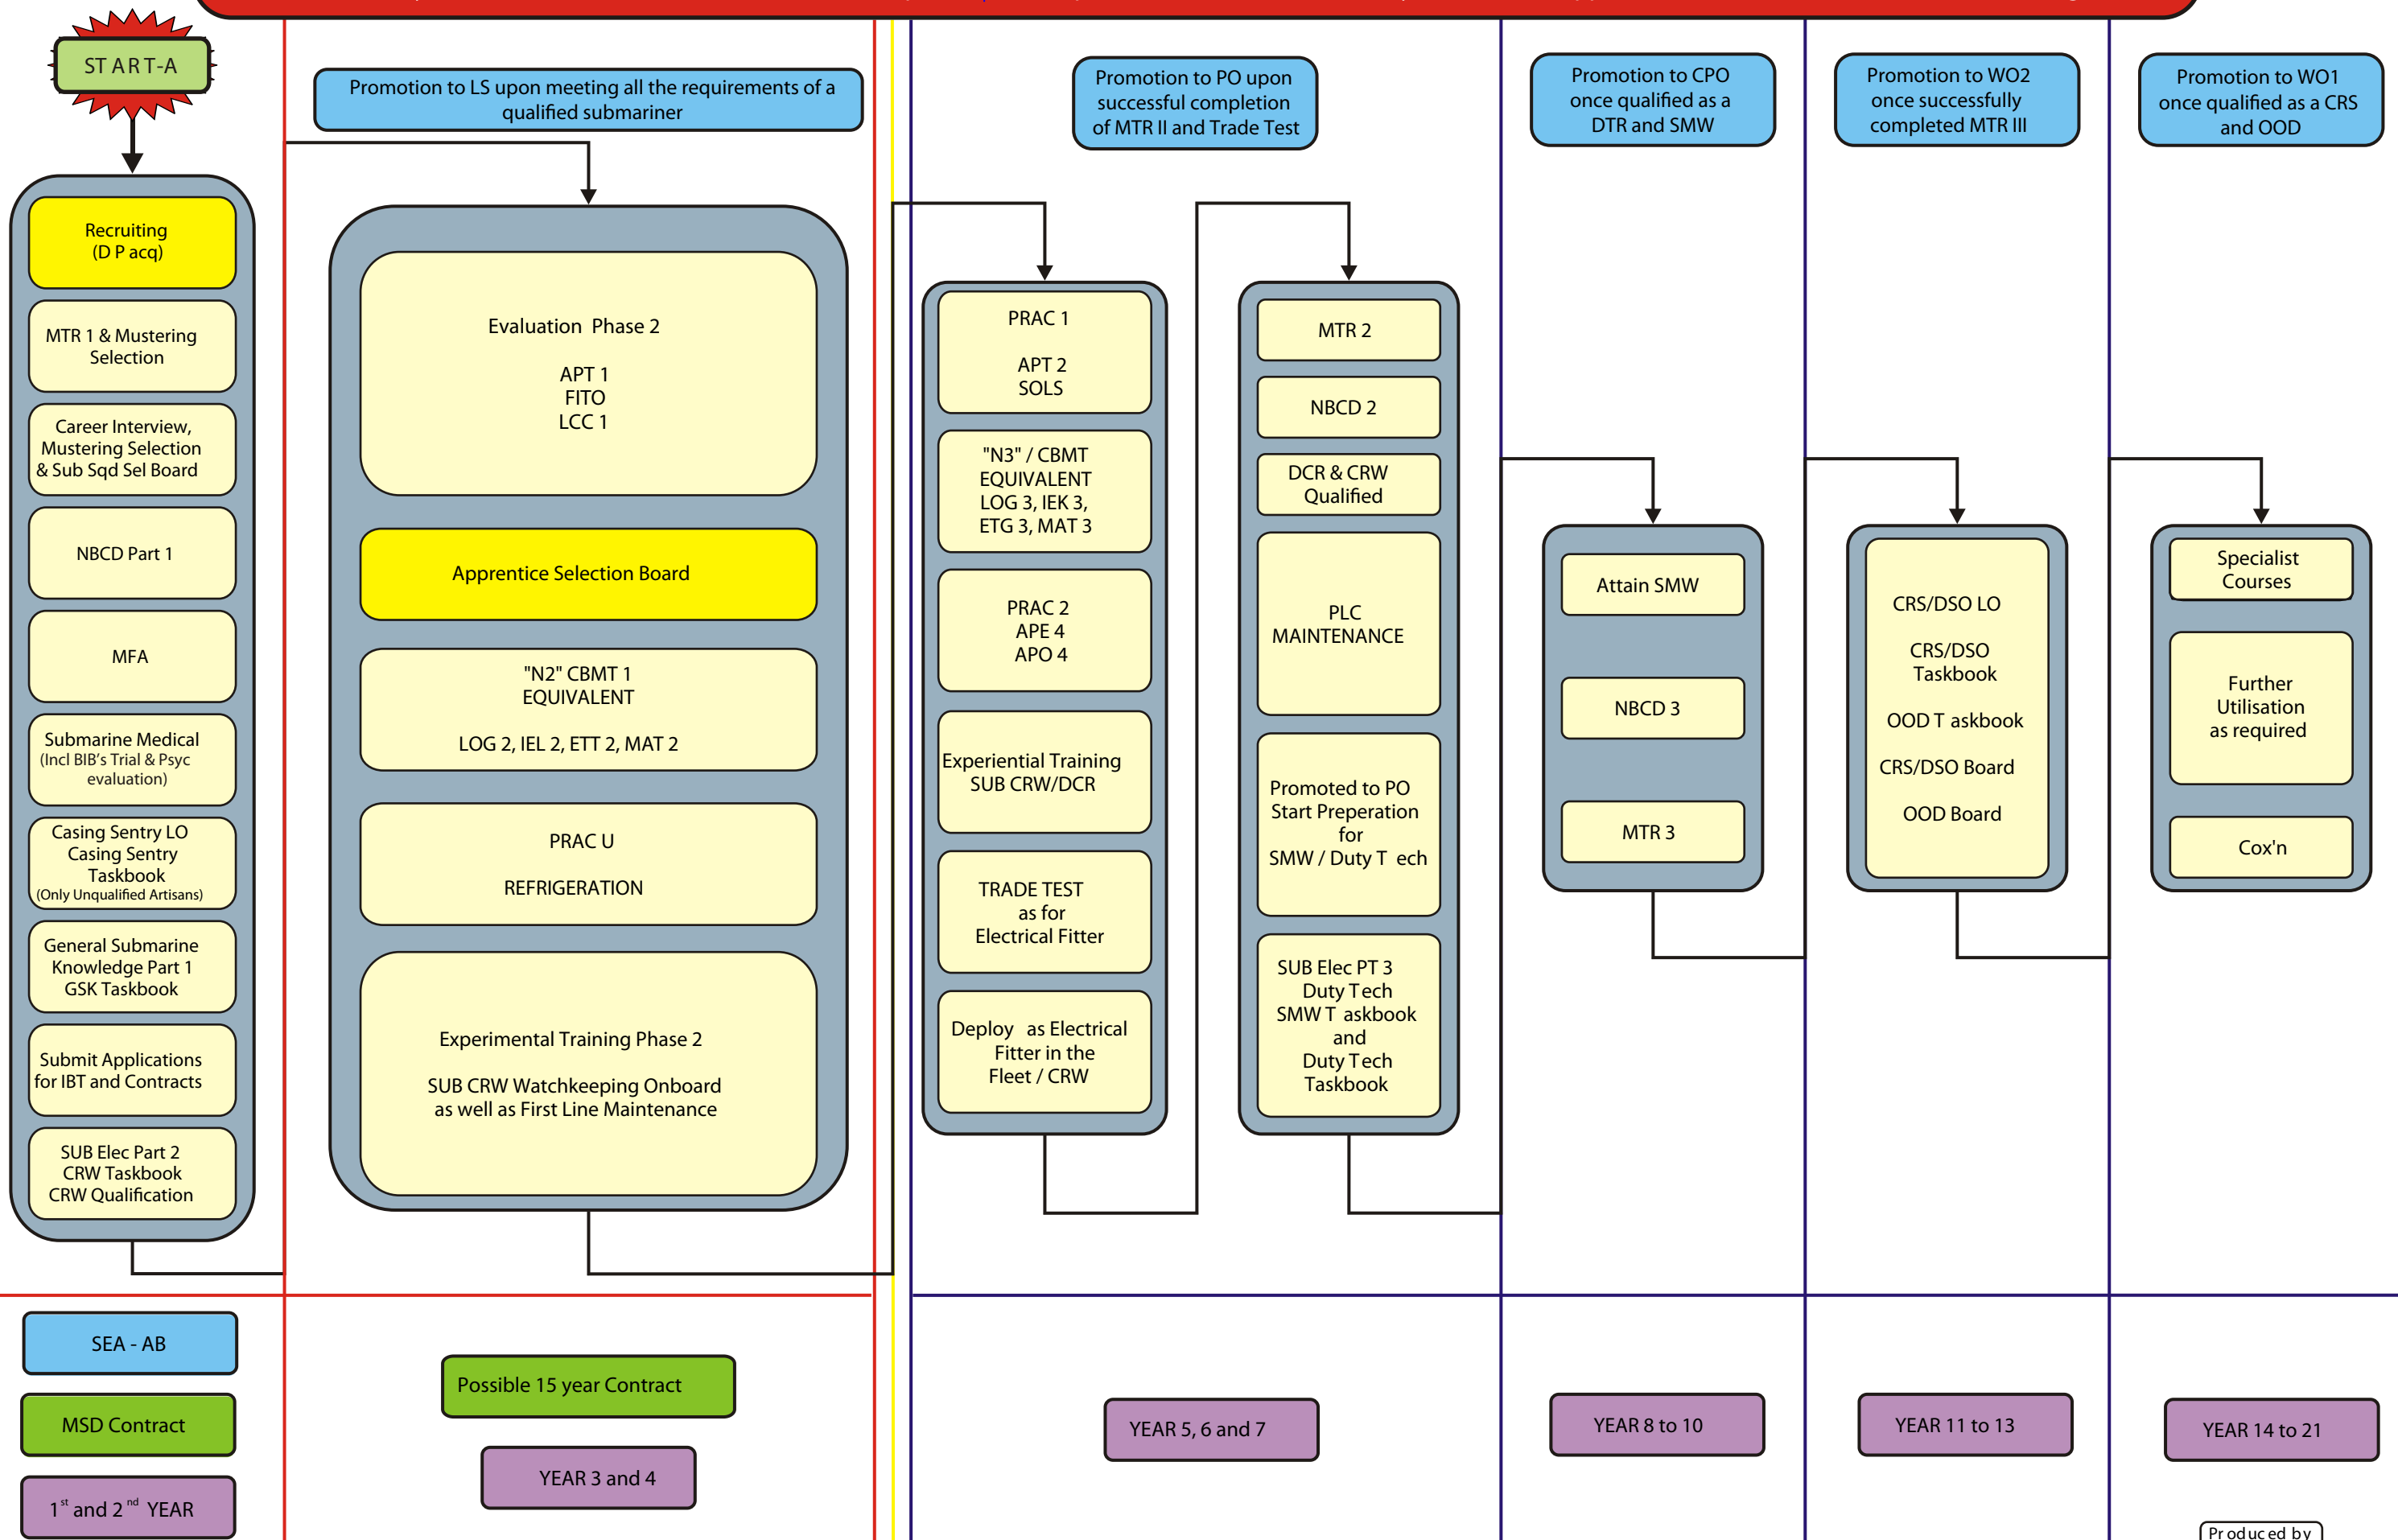 START-A
Promotion to LS upon meeting all the requirements of a
qualified submariner
Promotion to PO upon
successful completion
of MTR II and Trade Test
Promotion to CPO
once qualified as a
DTR and SMW
Promotion to WO2
once successfully
completed MTR III
Promotion to WO1
once qualified as a CRS
and OOD
Recruiting
(D P acq)
MTR 1 & Mustering
Selection
Career Interview,
Mustering Selection
& Sub Sqd Sel Board
NBCD Part 1
MFA
Submarine Medical
(Incl BIB's Trial & Psyc
evaluation)
Casing Sentry LO
Casing Sentry
Taskbook
(Only Unqualified Artisans)
General Submarine
Knowledge Part 1
GSK Taskbook
Submit Applications
for IBT and Contracts
SUB Elec Part 2
CRW Taskbook
CRW Qualification
Evaluation Phase 2
APT 1
FITO
LCC 1
Apprentice Selection Board
"N2" CBMT 1
EQUIVALENT
LOG 2, IEL 2, ETT 2, MAT 2
PRAC U
REFRIGERATION
Experimental Training Phase 2
SUB CRW Watchkeeping Onboard
as well as First Line Maintenance
PRAC 1
APT 2
SOLS
"N3" / CBMT
EQUIVALENT
LOG 3, IEK 3,
ETG 3, MAT 3
PRAC 2
APE 4
APO 4
Experiential Training
SUB CRW/DCR
TRADE TEST
as for
Electrical Fitter
Deploy as Electrical
Fitter in the
Fleet / CRW
MTR 2
NBCD 2
DCR & CRW
Qualified
PLC
MAINTENANCE
Promoted to PO
Start Preperation
for
SMW / Duty T ech
SUB Elec PT 3
Duty Tech
SMW T askbook
and
Duty Tech
Taskbook
Attain SMW
NBCD 3
MTR 3
CRS/DSO LO
CRS/DSO
Taskbook
OOD T askbook
CRS/DSO Board
OOD Board
Specialist
Courses
Further
Utilisation
as required
Cox'n
SEA - AB
MSD Contract
1st and 2nd YEAR
Possible 15 year Contract
YEAR 3 and 4
YEAR 5, 6 and 7
YEAR 8 to 10
YEAR 11 to 13
YEAR 14 to 21
Produced by